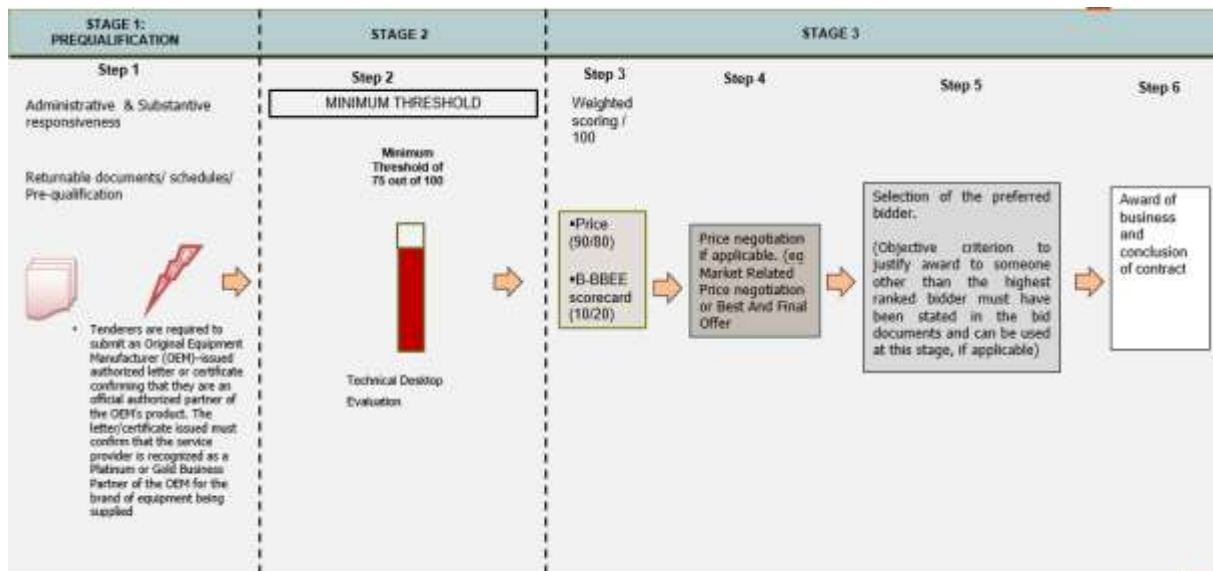 STAGE 1:
PREQUALIFICATION
STAGE 2
STAGE 3
Step 1
Administrative & Substantive
responsiveness
Returnable documents/ schedules/
Pre-qualification
• Tenderers are required to
submit an Original Equipment
Manufacturer (OEM)–issued
authorized letter or certificate
confirming that they are an
official authorized partner of
the OEM's product. The
letter/certificate issued must
confirm that the service
provider is recognized as a
Platinum or Gold Business
Partner of the OEM for the
brand of equipment being
supplied
Step 2
MINIMUM THRESHOLD
Minimum
Threshold of
75 out of 100
Technical Desktop
Evaluation
Step 3
Weighted
scoring /
100
•Price
(90/80)
•B-BBEE
scorecard
(10/20)
Step 4
Price negotiation
if applicable. (eg
Market Related
Price negotiation
or Best And Final
Offer
Step 5
Selection of the preferred
bidder.
(Objective criterion to
justify award to someone
other than the highest
ranked bidder must have
been stated in the bid
documents and can be used
at this stage, if applicable)
Step 6
Award of
business
and
conclusion
of contract